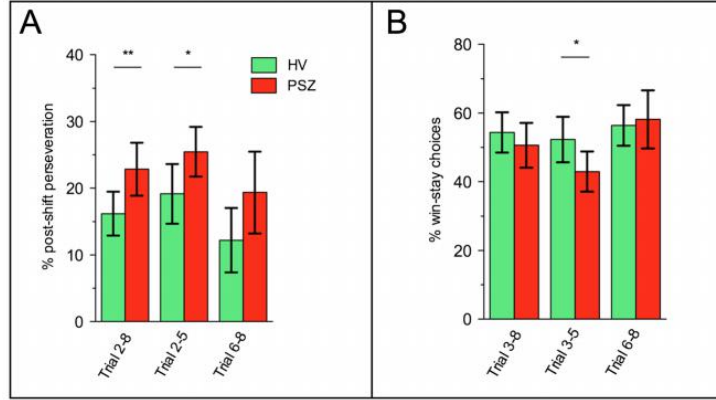 A
% post-shift perseveration
40
30
20
10
0
**
*
HV
PSZ
Trial 2-8
Trial 2-5
Trial 6-8
B
% win-stay choices
80
60
40
20
0
*
Trial 3-8
Trial 3-5
Trial 6-8